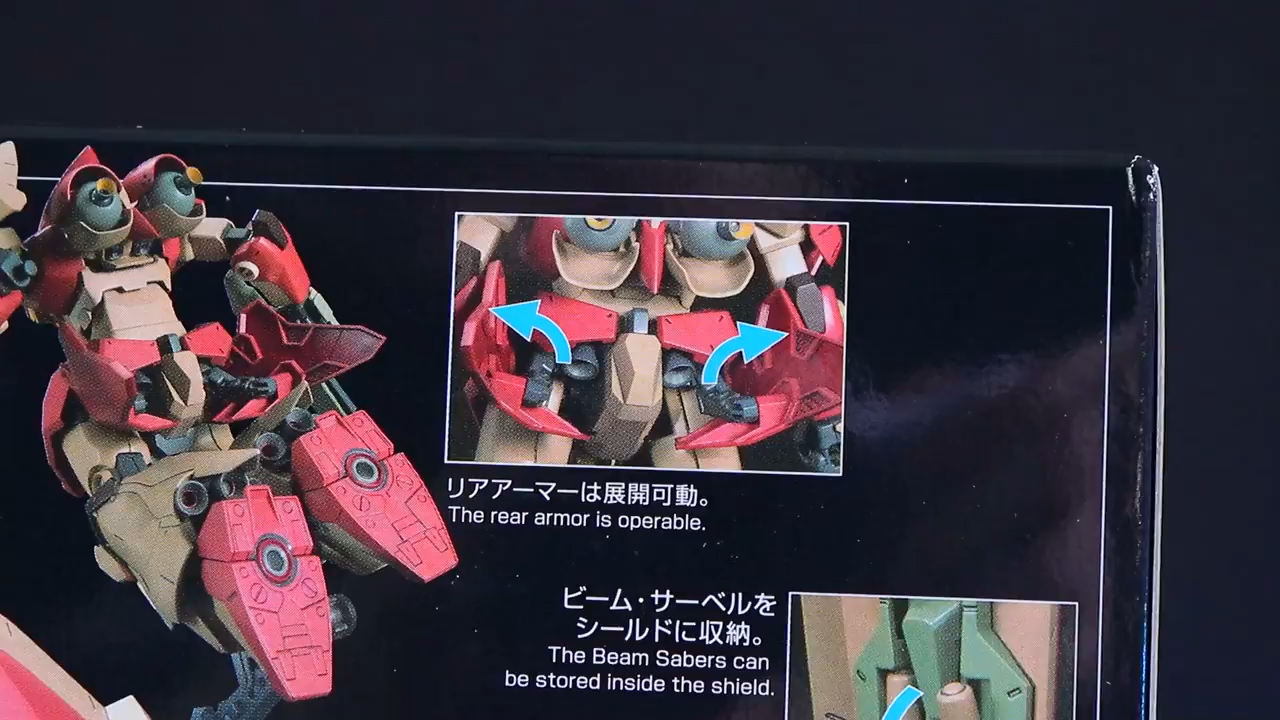 リアアーマーは展開可動。
The rear armor is operable.
ビーム・サーベルを
シールドに収納。
The Beam Sabers can
be stored inside the shield.